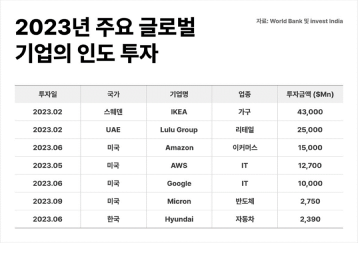 2023년 주요 글로벌
기업의 인도 투자
자료: World Bank 및 invest India
투자일 국가 기업명 업종 투자금액 ($Mn)
2023.02 스웨덴 IKEA 가구 43,000
2023.02 UAE Lulu Group 리테일 25,000
2023.06 미국 Amazon 이커머스 15,000
2023.05 미국 AWS IT 12,700
2023.06 미국 Google IT 10,000
2023.09 미국 Micron 반도체 2,750
2023.06 한국 Hyundai 자동차 2,390